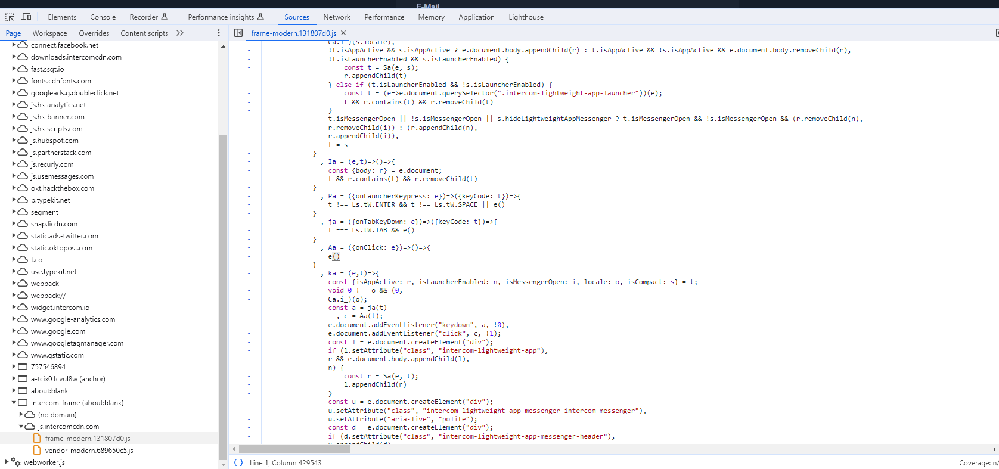 E-Mail
Elements Console Recorder Performance insights Sources Network Performance Memory Application Lighthouse
Page Workspace Overrides Content scripts
frame-modern.131807d0.js
connect.facebook.net
downloads.intercomcdn.com
fast.ssqt.io
fonts.cdnfonts.com
googleads.g.doubleclick.net
js.hs-analytics.net
js.hs-banner.com
js.hs-scripts.com
js.hubspot.com
js.partnerstack.com
js.recurly.com
js.usemessages.com
okt.hackthebox.com
p.typekit.net
segment
snap.licdn.com
static.ads-twitter.com
static.oktopost.com
t.co
use.typekit.net
webpack
webpack://
widget.intercom.io
www.google-analytics.com
www.google.com
www.googletagmanager.com
www.gstatic.com
757546894
a-tcix01cvul8w (anchor)
about:blank
intercom-frame (about:blank)
(no domain)
js.intercomcdn.com
frame-modern.131807d0.js
vendor-modern.689650c5.js
webworker.js
Ca.i_)(s.locale),
!t.isAppActive && s.isAppActive ? e.document.body.appendChild(r) : t.isAppActive && !s.isAppActive && e.document.body.removeChild(r),
!t.isLauncherEnabled && s.isLauncherEnabled) {
const t = Sa(e, s);
r.appendChild(t)
} else if (t.isLauncherEnabled && !s.isLauncherEnabled) {
const t = (e=>e.document.querySelector(".intercom-lightweight-app-launcher"))(e);
t && r.contains(t) && r.removeChild(t)
}
t.isMessengerOpen || !s.isMessengerOpen || s.hideLightweightAppMessenger ? t.isMessengerOpen && !s.isMessengerOpen && (r.removeChild(n),
r.removeChild(i)) : (r.appendChild(n),
r.appendChild(i)),
t = s
}
, Ia = (e,t)=>()=>{
const {body: r} = e.document;
t && r.contains(t) && r.removeChild(t)
}
, Pa = ({onLauncherKeypress: e})=>({keyCode: t})=>{
t !== Ls.tW.ENTER && t !== Ls.tW.SPACE || e()
}
, ja = ({onTabKeyDown: e})=>({keyCode: t})=>{
t === Ls.tW.TAB && e()
}
, Aa = ({onClick: e})=>()=>{
e()
}
, ka = (e,t)=>{
const {isAppActive: r, isLauncherEnabled: n, isMessengerOpen: i, locale: o, isCompact: s} = t;
void 0 !== o && (0,
Ca.i_)(o);
const a = ja(t)
, c = Aa(t);
e.document.addEventListener("keydown", a, !0),
e.document.addEventListener("click", c, !1);
const l = e.document.createElement("div");
if (l.setAttribute("class", "intercom-lightweight-app"),
r && e.document.body.appendChild(l),
n) {
const r = Sa(e, t);
l.appendChild(r)
}
const u = e.document.createElement("div");
u.setAttribute("class", "intercom-lightweight-app-messenger intercom-messenger"),
u.setAttribute("aria-live", "polite");
const d = e.document.createElement("div");
if (d.setAttribute("class", "intercom-lightweight-app-messenger-header"),
u.appendChild(d)
{} Line 1, Column 429543
Coverage: n/